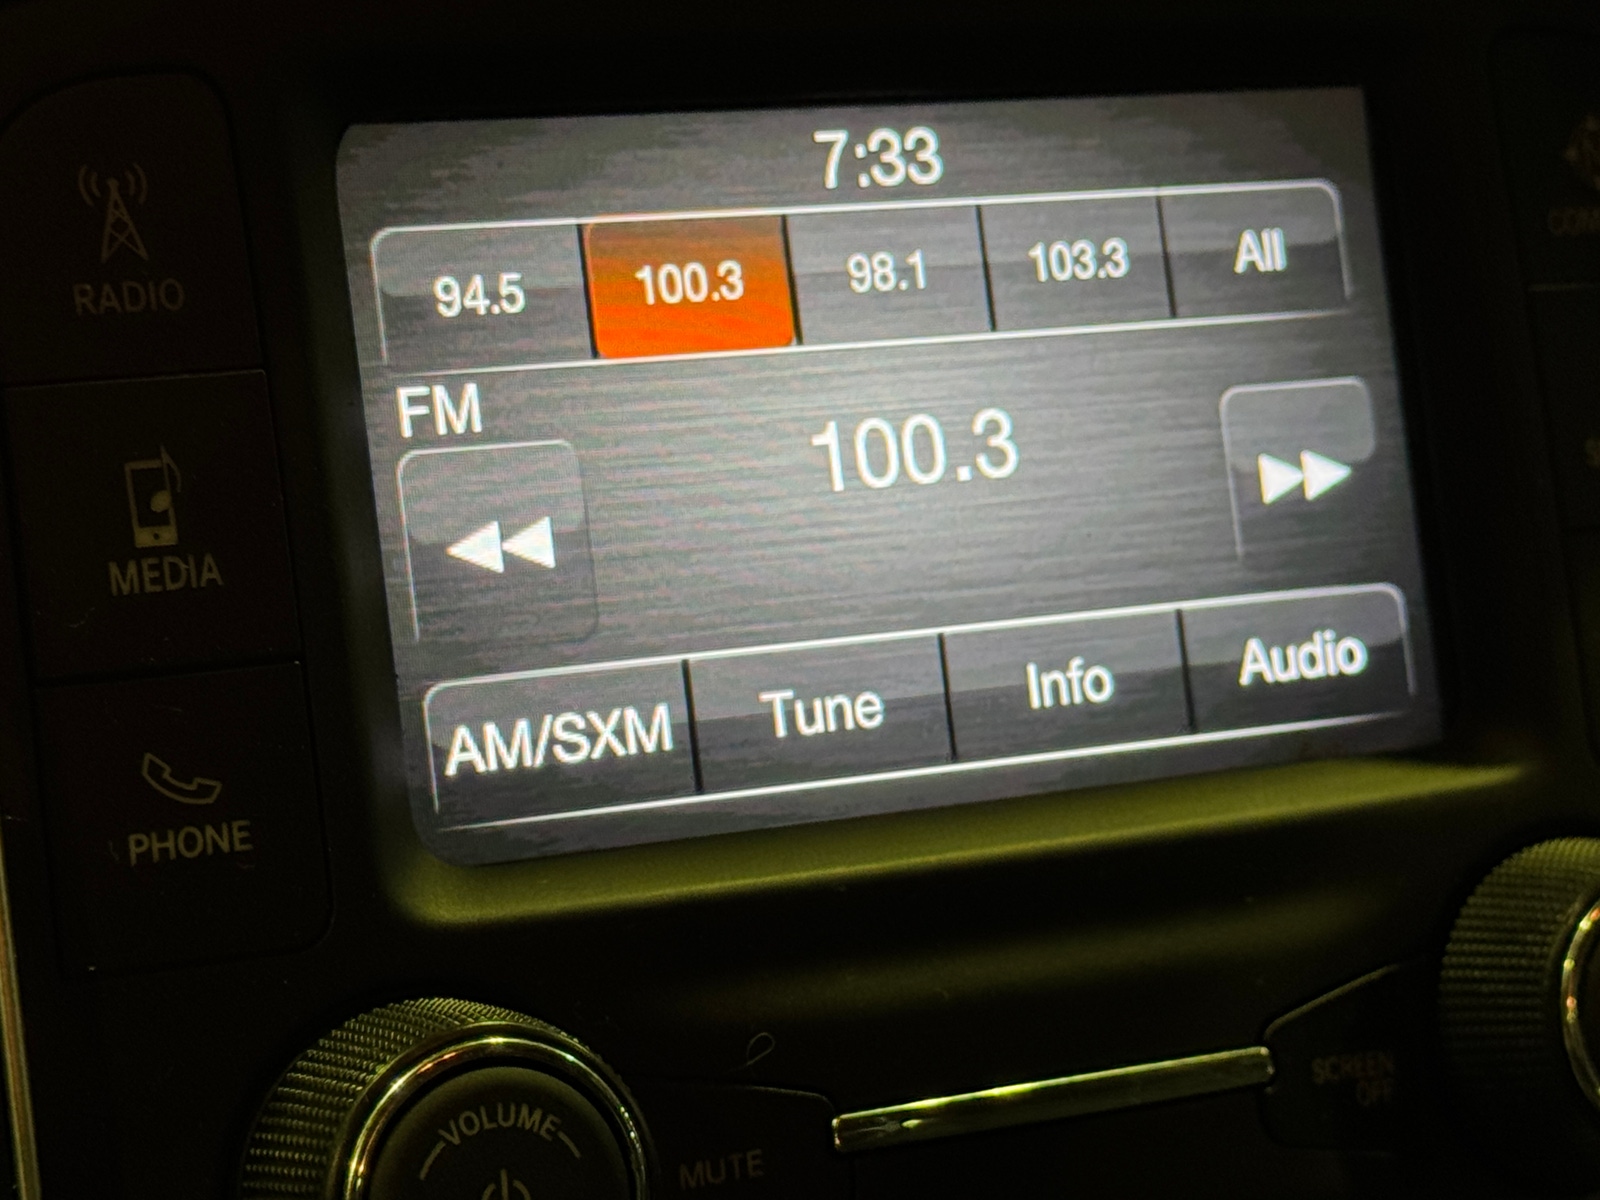 7:33
94.5 100.3 98.1 103.3 All
FM
100.3
AM/SXM Tune Info Audio
RADIO
MEDIA
PHONE
VOLUME
MUTE
SCREEN
OFF